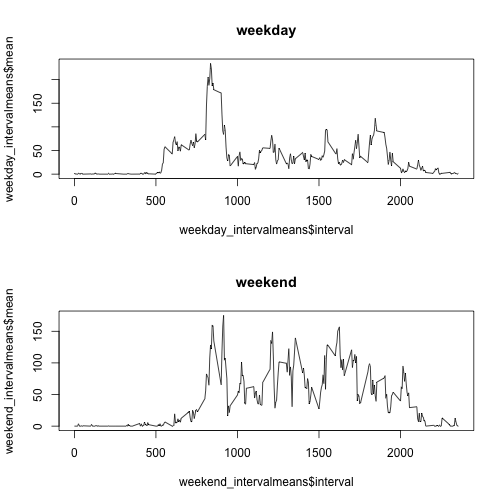 weekday
weekday_intervalmeans$mean
0 50 150
0 500 1000 1500 2000
weekday_intervalmeans$interval
weekend
weekend_intervalmeans$mean
0 50 100 150
0 500 1000 1500 2000
weekend_intervalmeans$interval